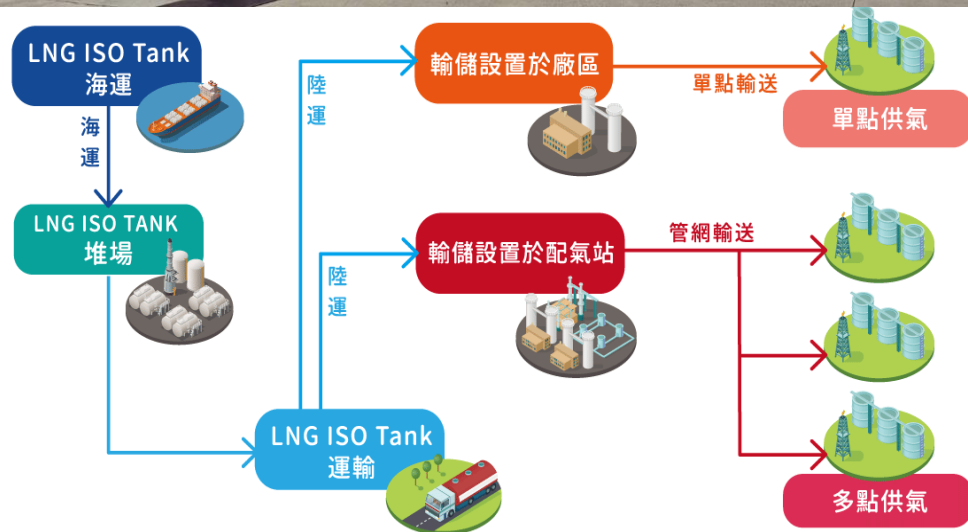 LNG ISO Tank
海運
海
運
LNG ISO TANK
堆場
LNG ISO Tank
運輸
陸
運
輸儲設置於廠區
單點輸送
單點供氣
陸
運
輸儲設置於配氣站
管網輸送
多點供氣